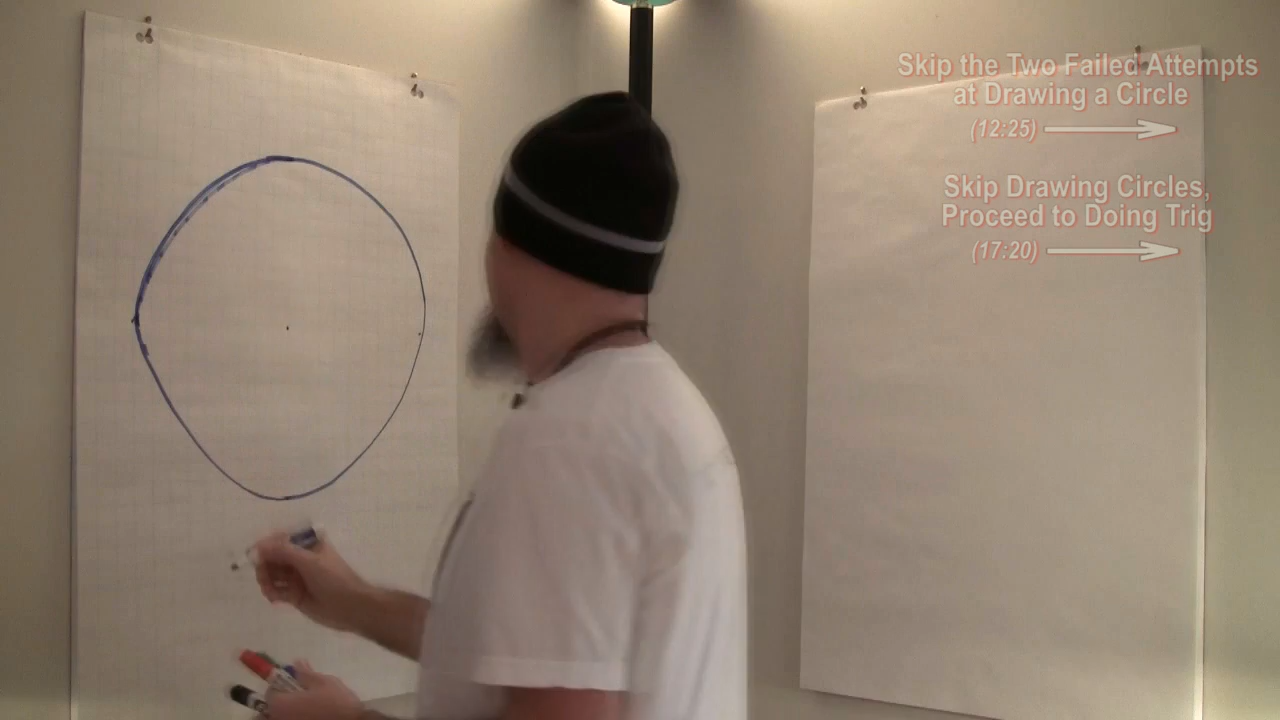 Skip the Two Failed Attempts
at Drawing a Circle
(12:25)
Skip Drawing Circles,
Proceed to Doing Trig
(17:20)